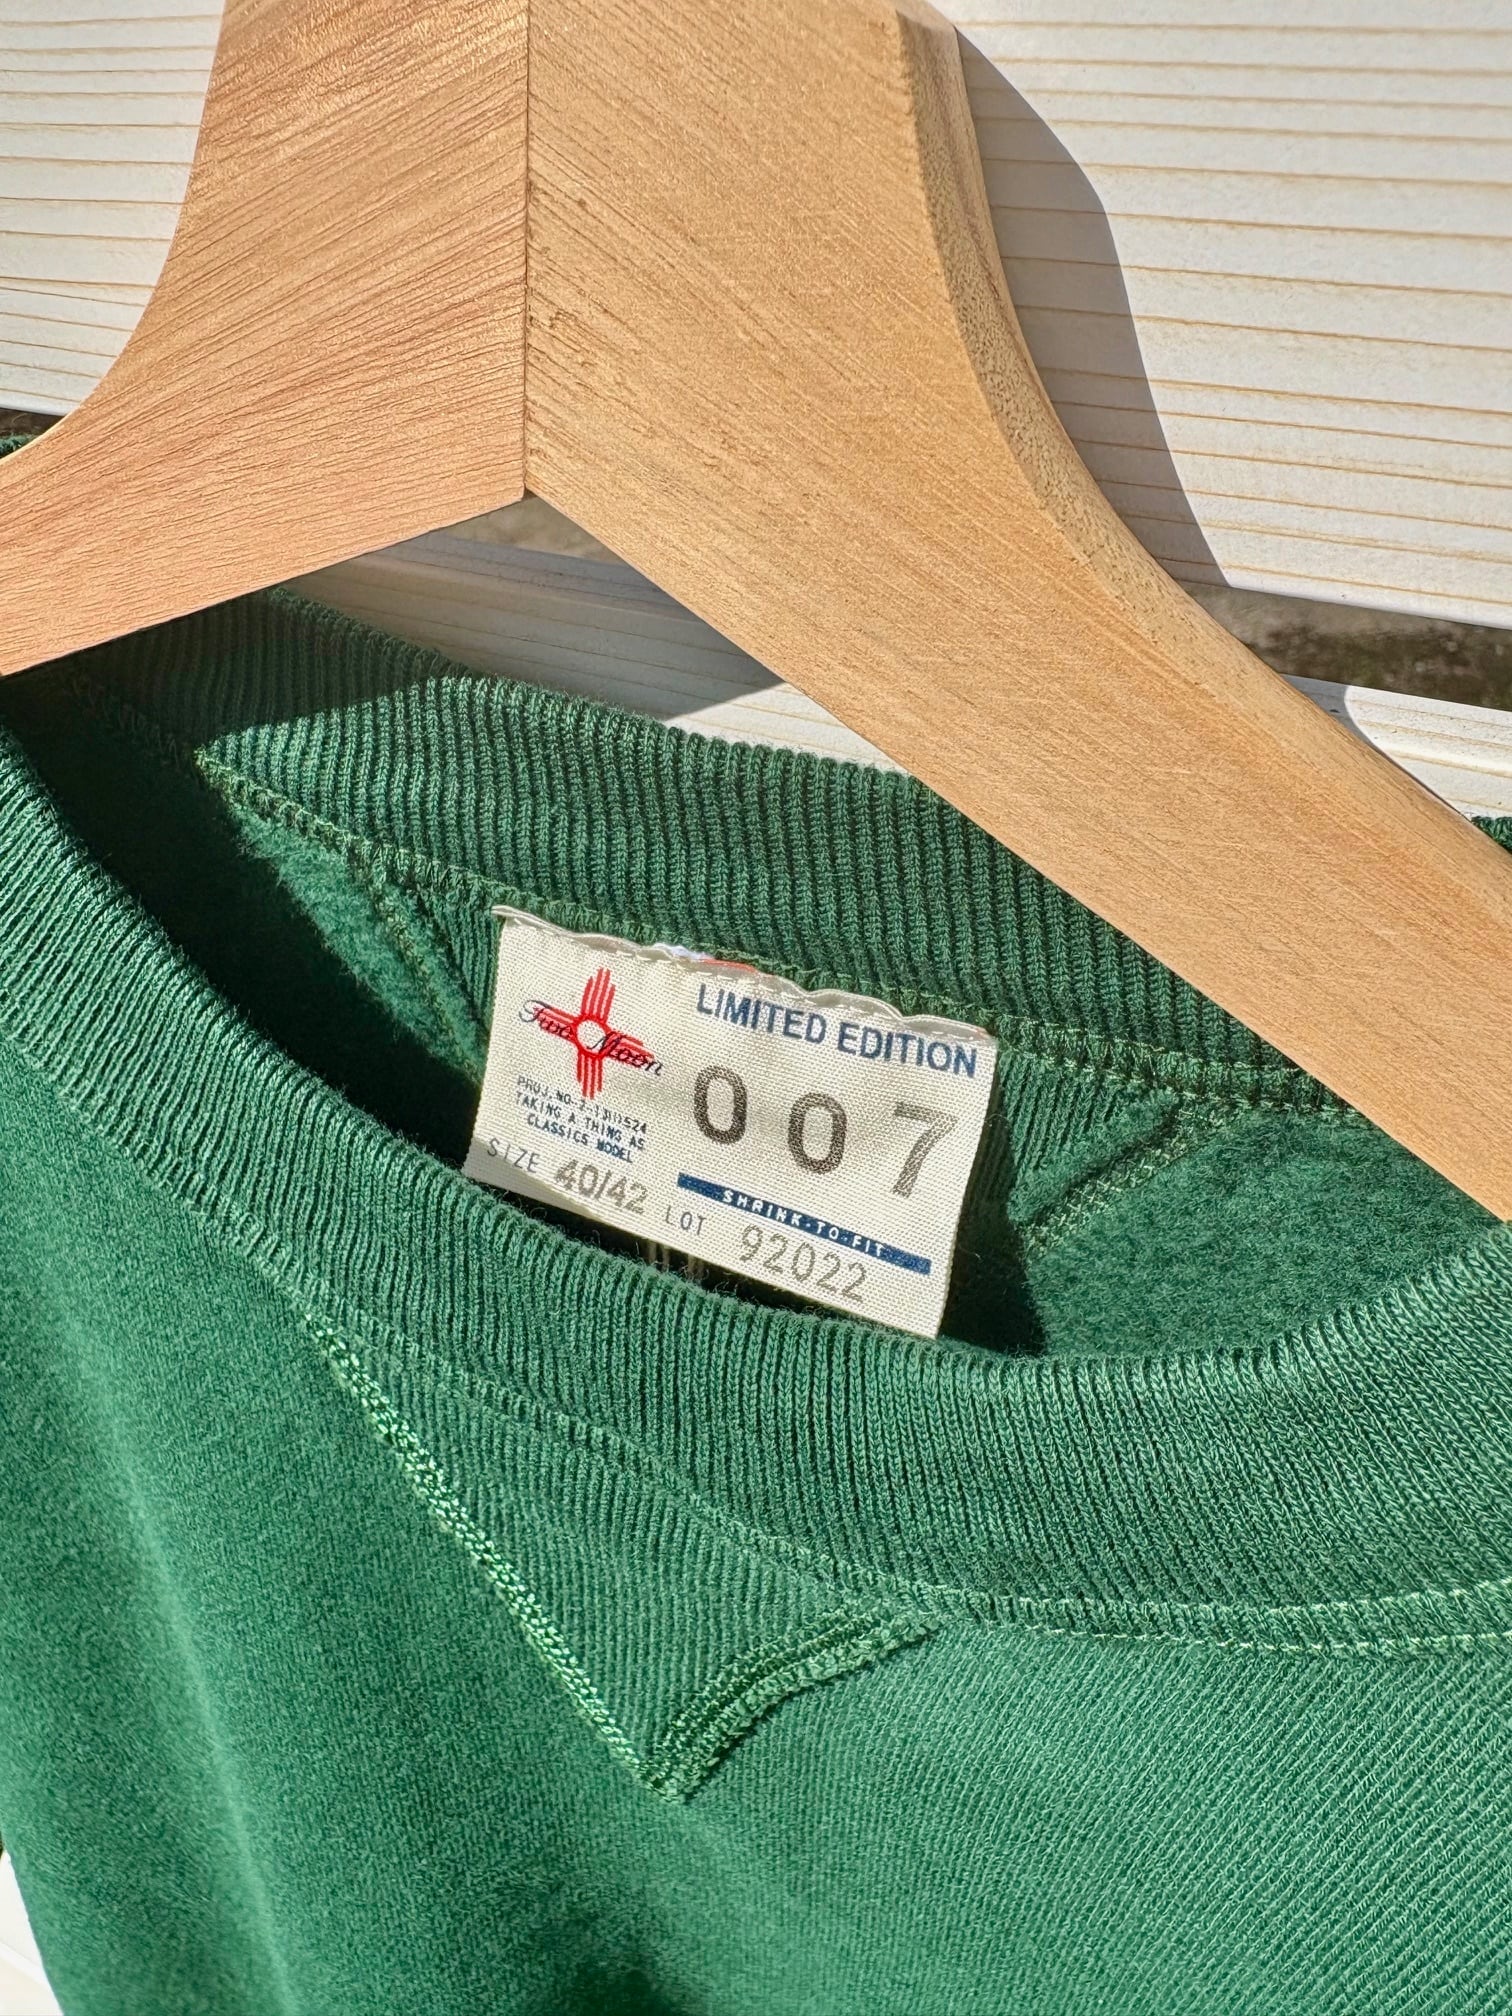 Two Moon
LIMITED EDITION
007
PROJ. NO. 2-1311524
TAKING A THING AS
CLASSICS MODEL
SIZE 40/42
SHRINK-TO-FIT
LOT 92022